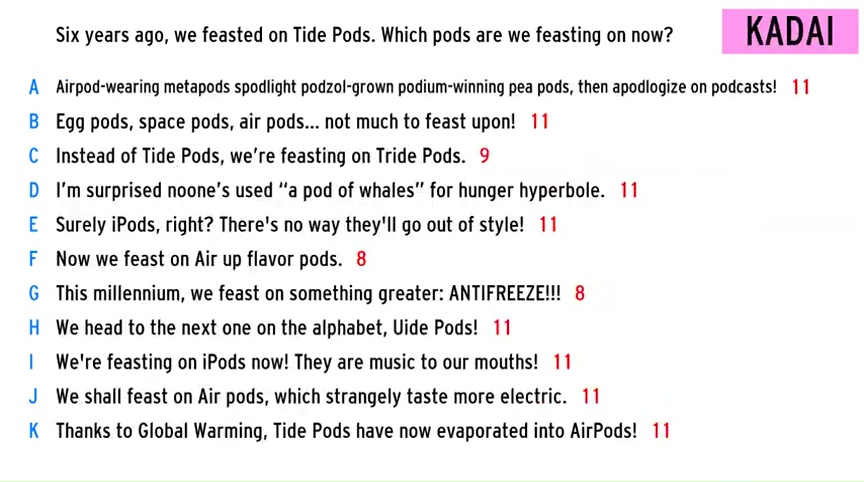 Six years ago, we feasted on Tide Pods. Which pods are we feasting on now?
KADAI
A Airpod-wearing metapods spodlight podzol-grown podium-winning pea pods, then apodlogize on podcasts! 11
B Egg pods, space pods, air pods... not much to feast upon! 11
C Instead of Tide Pods, we're feasting on Tride Pods. 9
D I'm surprised noone's used “a pod of whales” for hunger hyperbole. 11
E Surely iPods, right? There's no way they'll go out of style! 11
F Now we feast on Air up flavor pods. 8
G This millennium, we feast on something greater: ANTIFREEZE!!! 8
H We head to the next one on the alphabet, Uide Pods! 11
I We're feasting on iPods now! They are music to our mouths! 11
J We shall feast on Air pods, which strangely taste more electric. 11
K Thanks to Global Warming, Tide Pods have now evaporated into AirPods! 11